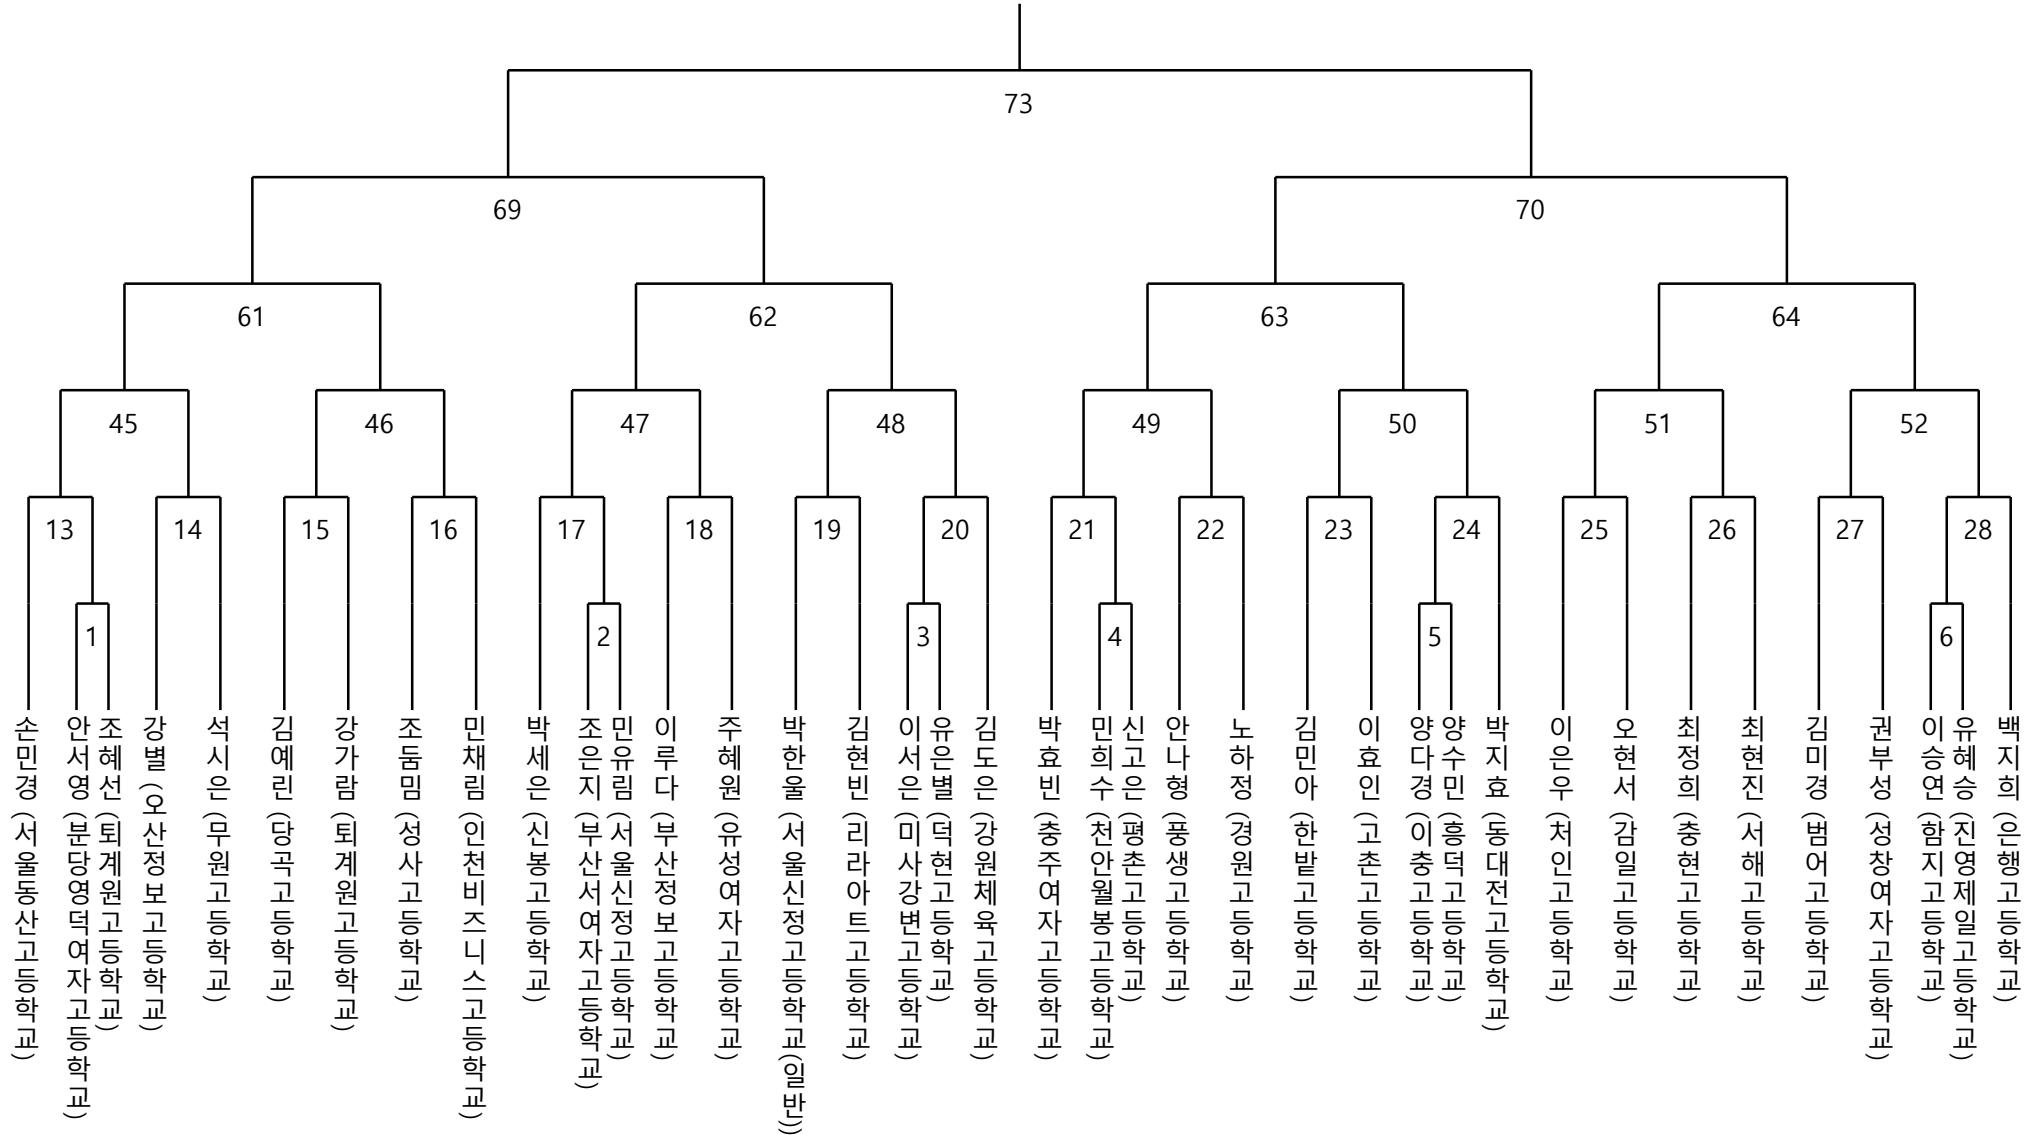 73
69
70
61
62
63
64
45
46
47
48
49
50
51
52
13
14
15
16
17
18
19
20
21
22
23
24
25
26
27
28
1
2
3
4
5
6
손민경 (서울동산고등학교)
안서영 (분당영덕여자고등학교)
조혜선 (퇴계원고등학교)
강별 (오산정보고등학교)
석시은 (무원고등학교)
김예린 (당곡고등학교)
강가람 (퇴계원고등학교)
조둠밈 (성사고등학교)
민채림 (인천비즈니스고등학교)
박세은 (신봉고등학교)
조은지 (부산서여자고등학교)
민유림 (서울신정고등학교)
이루다 (부산정보고등학교)
주혜원 (유성여자고등학교)
박한울 (서울신정고등학교(일반))
김현빈 (리라아트고등학교)
이서은 (미사강변고등학교)
유은별 (덕현고등학교)
김도은 (강원체육고등학교)
박효빈 (충주여자고등학교)
민희수 (천안월봉고등학교)
신고은 (평촌고등학교)
안나형 (풍생고등학교)
노하정 (경원고등학교)
김민아 (한밭고등학교)
이효인 (고촌고등학교)
양다경 (이충고등학교)
양수민 (흥덕고등학교)
박지효 (동대전고등학교)
이은우 (처인고등학교)
오현서 (감일고등학교)
최정희 (충현고등학교)
최현진 (서해고등학교)
김미경 (범어고등학교)
권부성 (성창여자고등학교)
이승연 (함지고등학교)
유혜승 (진영제일고등학교)
백지희 (은행고등학교)